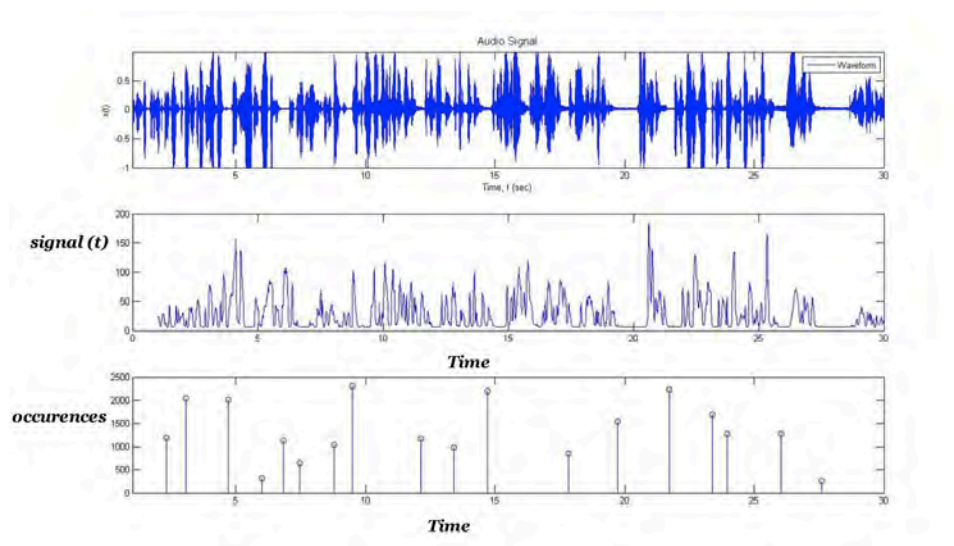 Audio Signal
Waveform
0.5
0
-0.5
-1
x(t)
5 10 15 20 25 30
Time, t (sec)
signal (t)
200
150
100
50
0
0 5 10 15 20 25 30
Time
occurences
2500
2000
1500
1000
500
0
5 10 15 20 25 30
Time